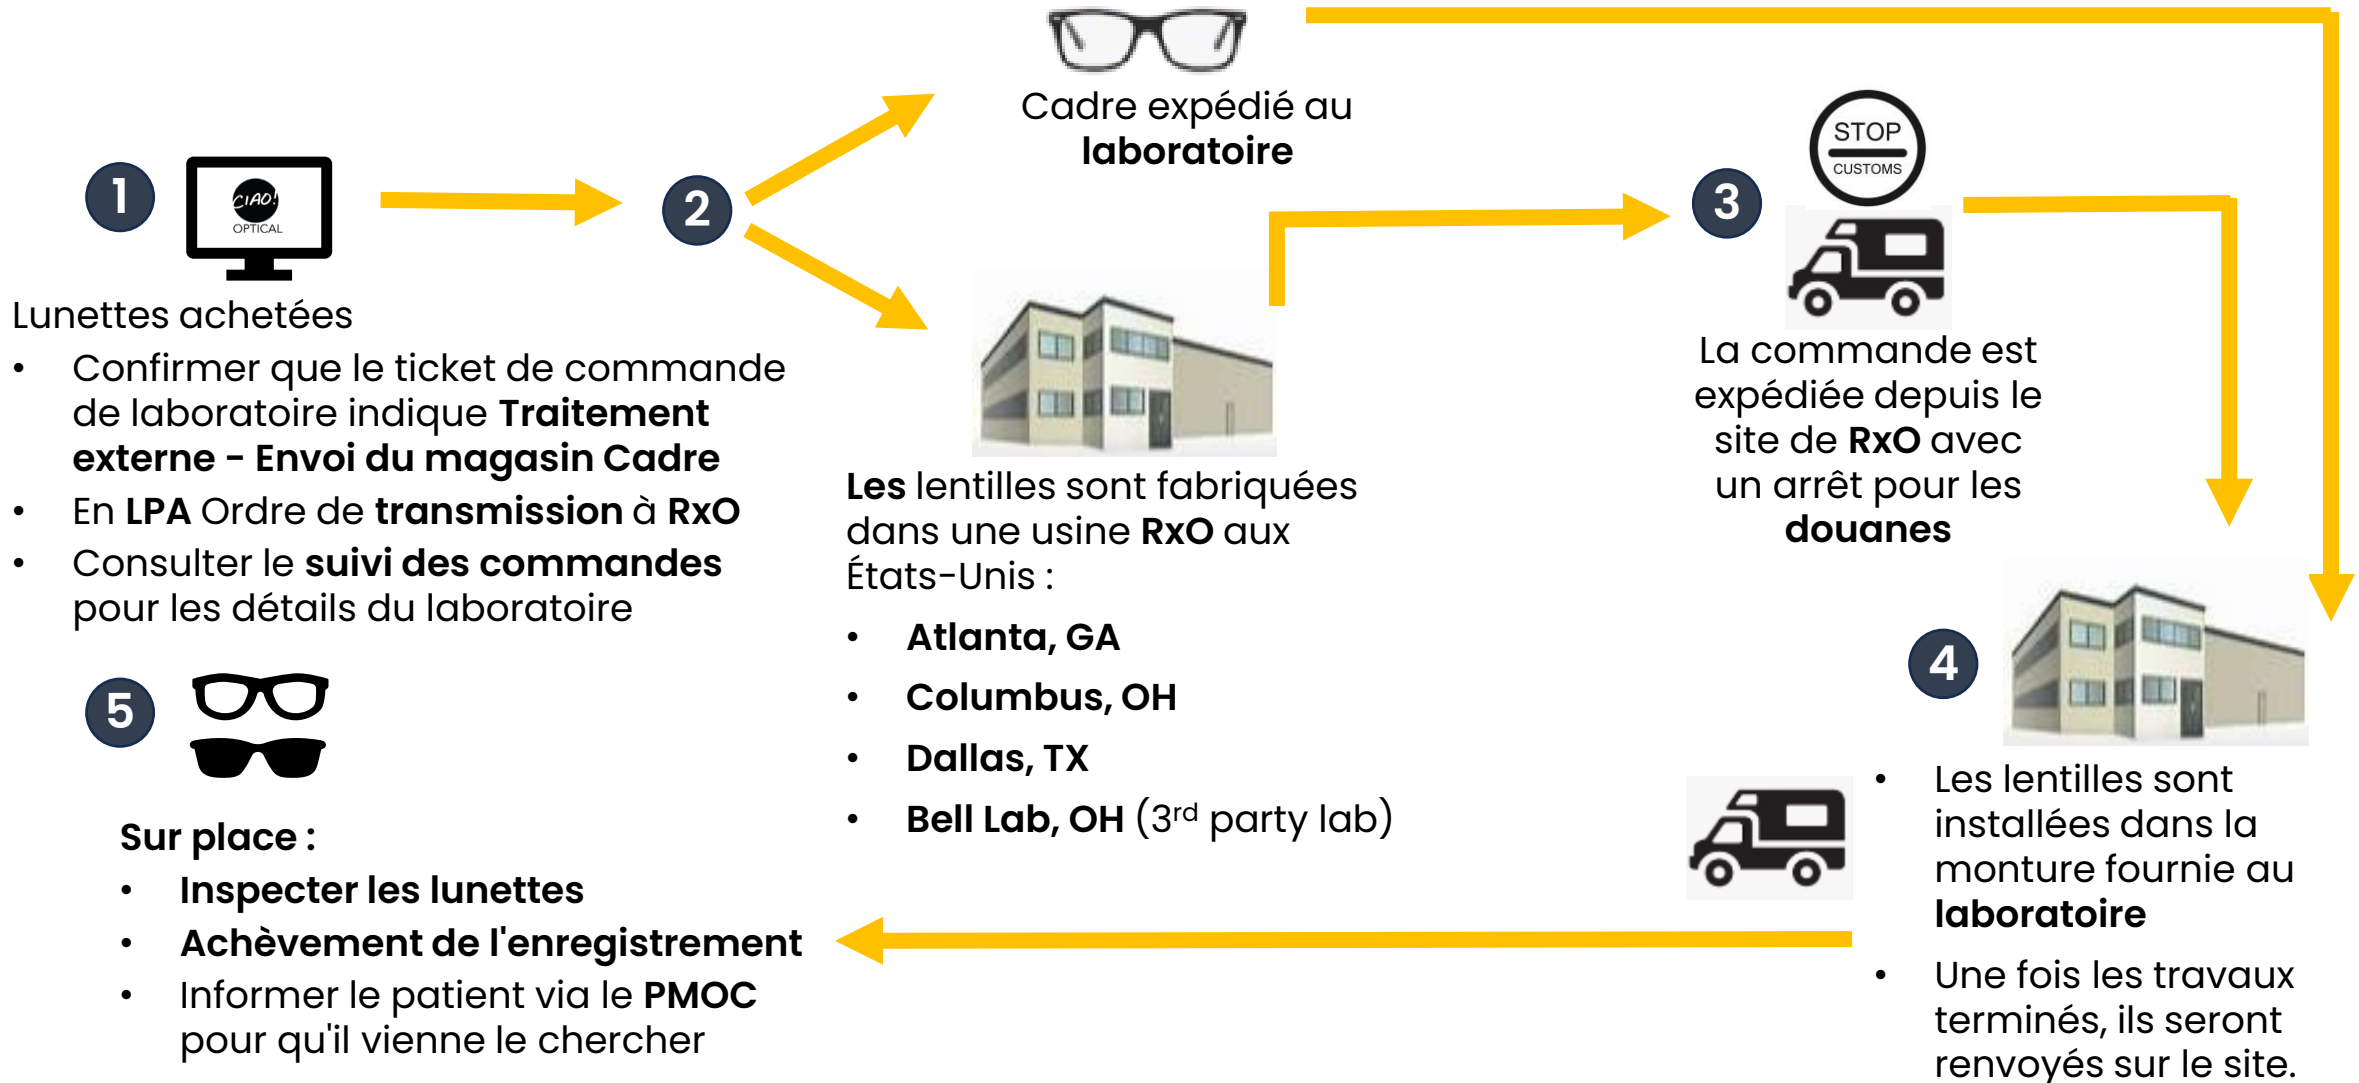 1
CIAO!
OPTICAL
Lunettes achetées
• Confirmer que le ticket de commande
de laboratoire indique Traitement
externe - Envoi du magasin Cadre
• En LPA Ordre de transmission à RxO
• Consulter le suivi des commandes
pour les détails du laboratoire
2
Cadre expédié au
laboratoire
Les lentilles sont fabriquées
dans une usine RxO aux
États-Unis :
• Atlanta, GA
• Columbus, OH
• Dallas, TX
• Bell Lab, OH (3rd party lab)
3
STOP
CUSTOMS
La commande est
expédiée depuis le
site de RxO avec
un arrêt pour les
douanes
4
• Les lentilles sont
installées dans la
monture fournie au
laboratoire
• Une fois les travaux
terminés, ils seront
renvoyés sur le site.
5
Sur place :
• Inspecter les lunettes
• Achèvement de l'enregistrement
• Informer le patient via le PMOC
pour qu'il vienne le chercher